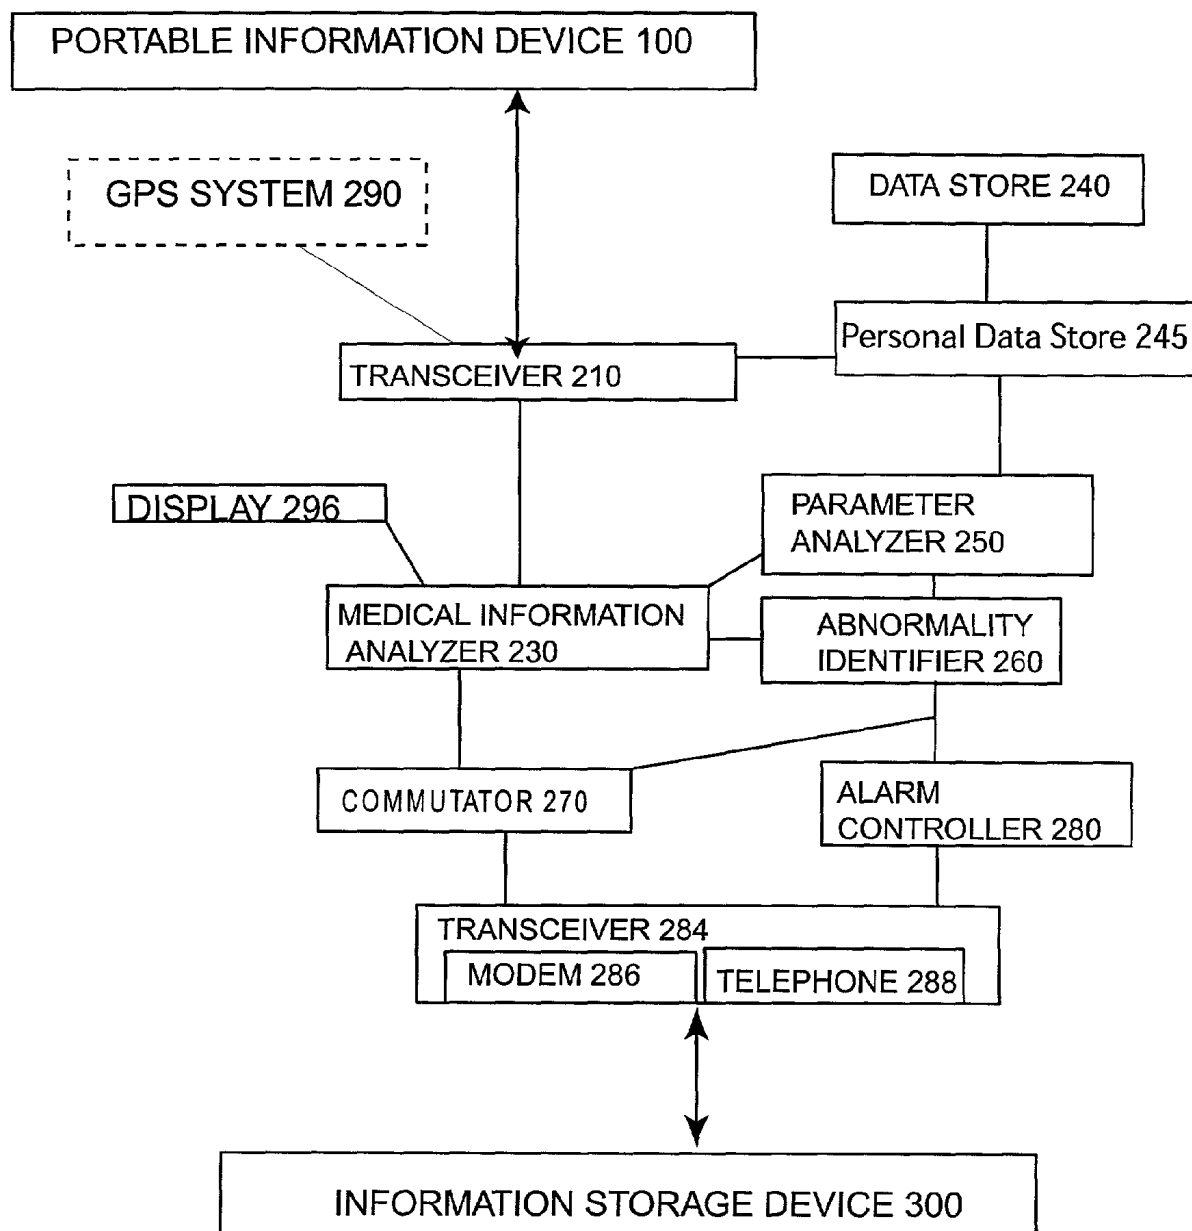 PORTABLE INFORMATION DEVICE 100
GPS SYSTEM 290
DATA STORE 240
Personal Data Store 245
TRANSCEIVER 210
DISPLAY 296
PARAMETER
ANALYZER 250
MEDICAL INFORMATION
ANALYZER 230
ABNORMALITY
IDENTIFIER 260
COMMUTATOR 270
ALARM
CONTROLLER 280
TRANSCEIVER 284
MODEM 286
TELEPHONE 288
INFORMATION STORAGE DEVICE 300